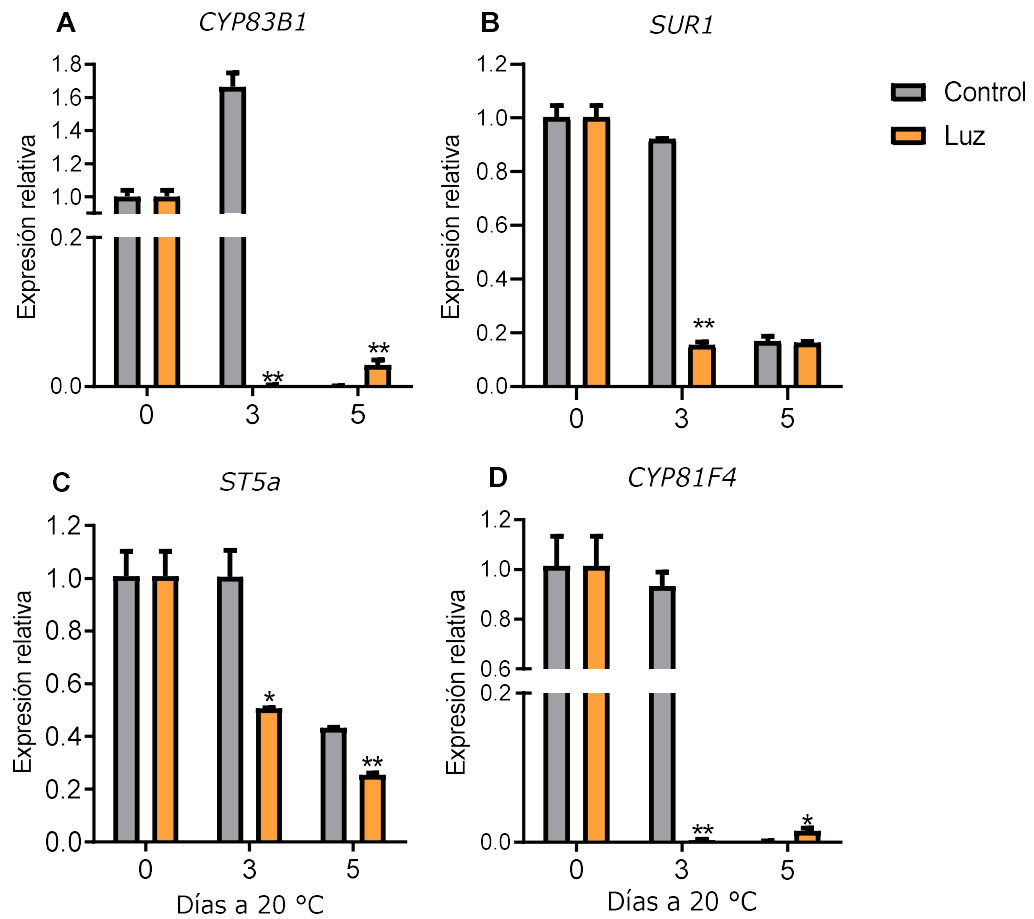 A
CYP83B1
Expresión relativa
1.8
1.6
1.4
1.2
1.0
0.2
0.0
**
**
0
3
5
B
SUR1
Expresión relativa
1.2
1.0
0.8
0.6
0.4
0.2
0.0
**
0
3
5
Control
Luz
C
ST5a
Expresión relativa
1.2
1.0
0.8
0.6
0.4
0.2
0.0
*
**
0
3
5
Días a 20 °C
D
CYP81F4
Expresión relativa
1.2
1.0
0.8
0.6
0.2
0.0
**
*
0
3
5
Días a 20 °C